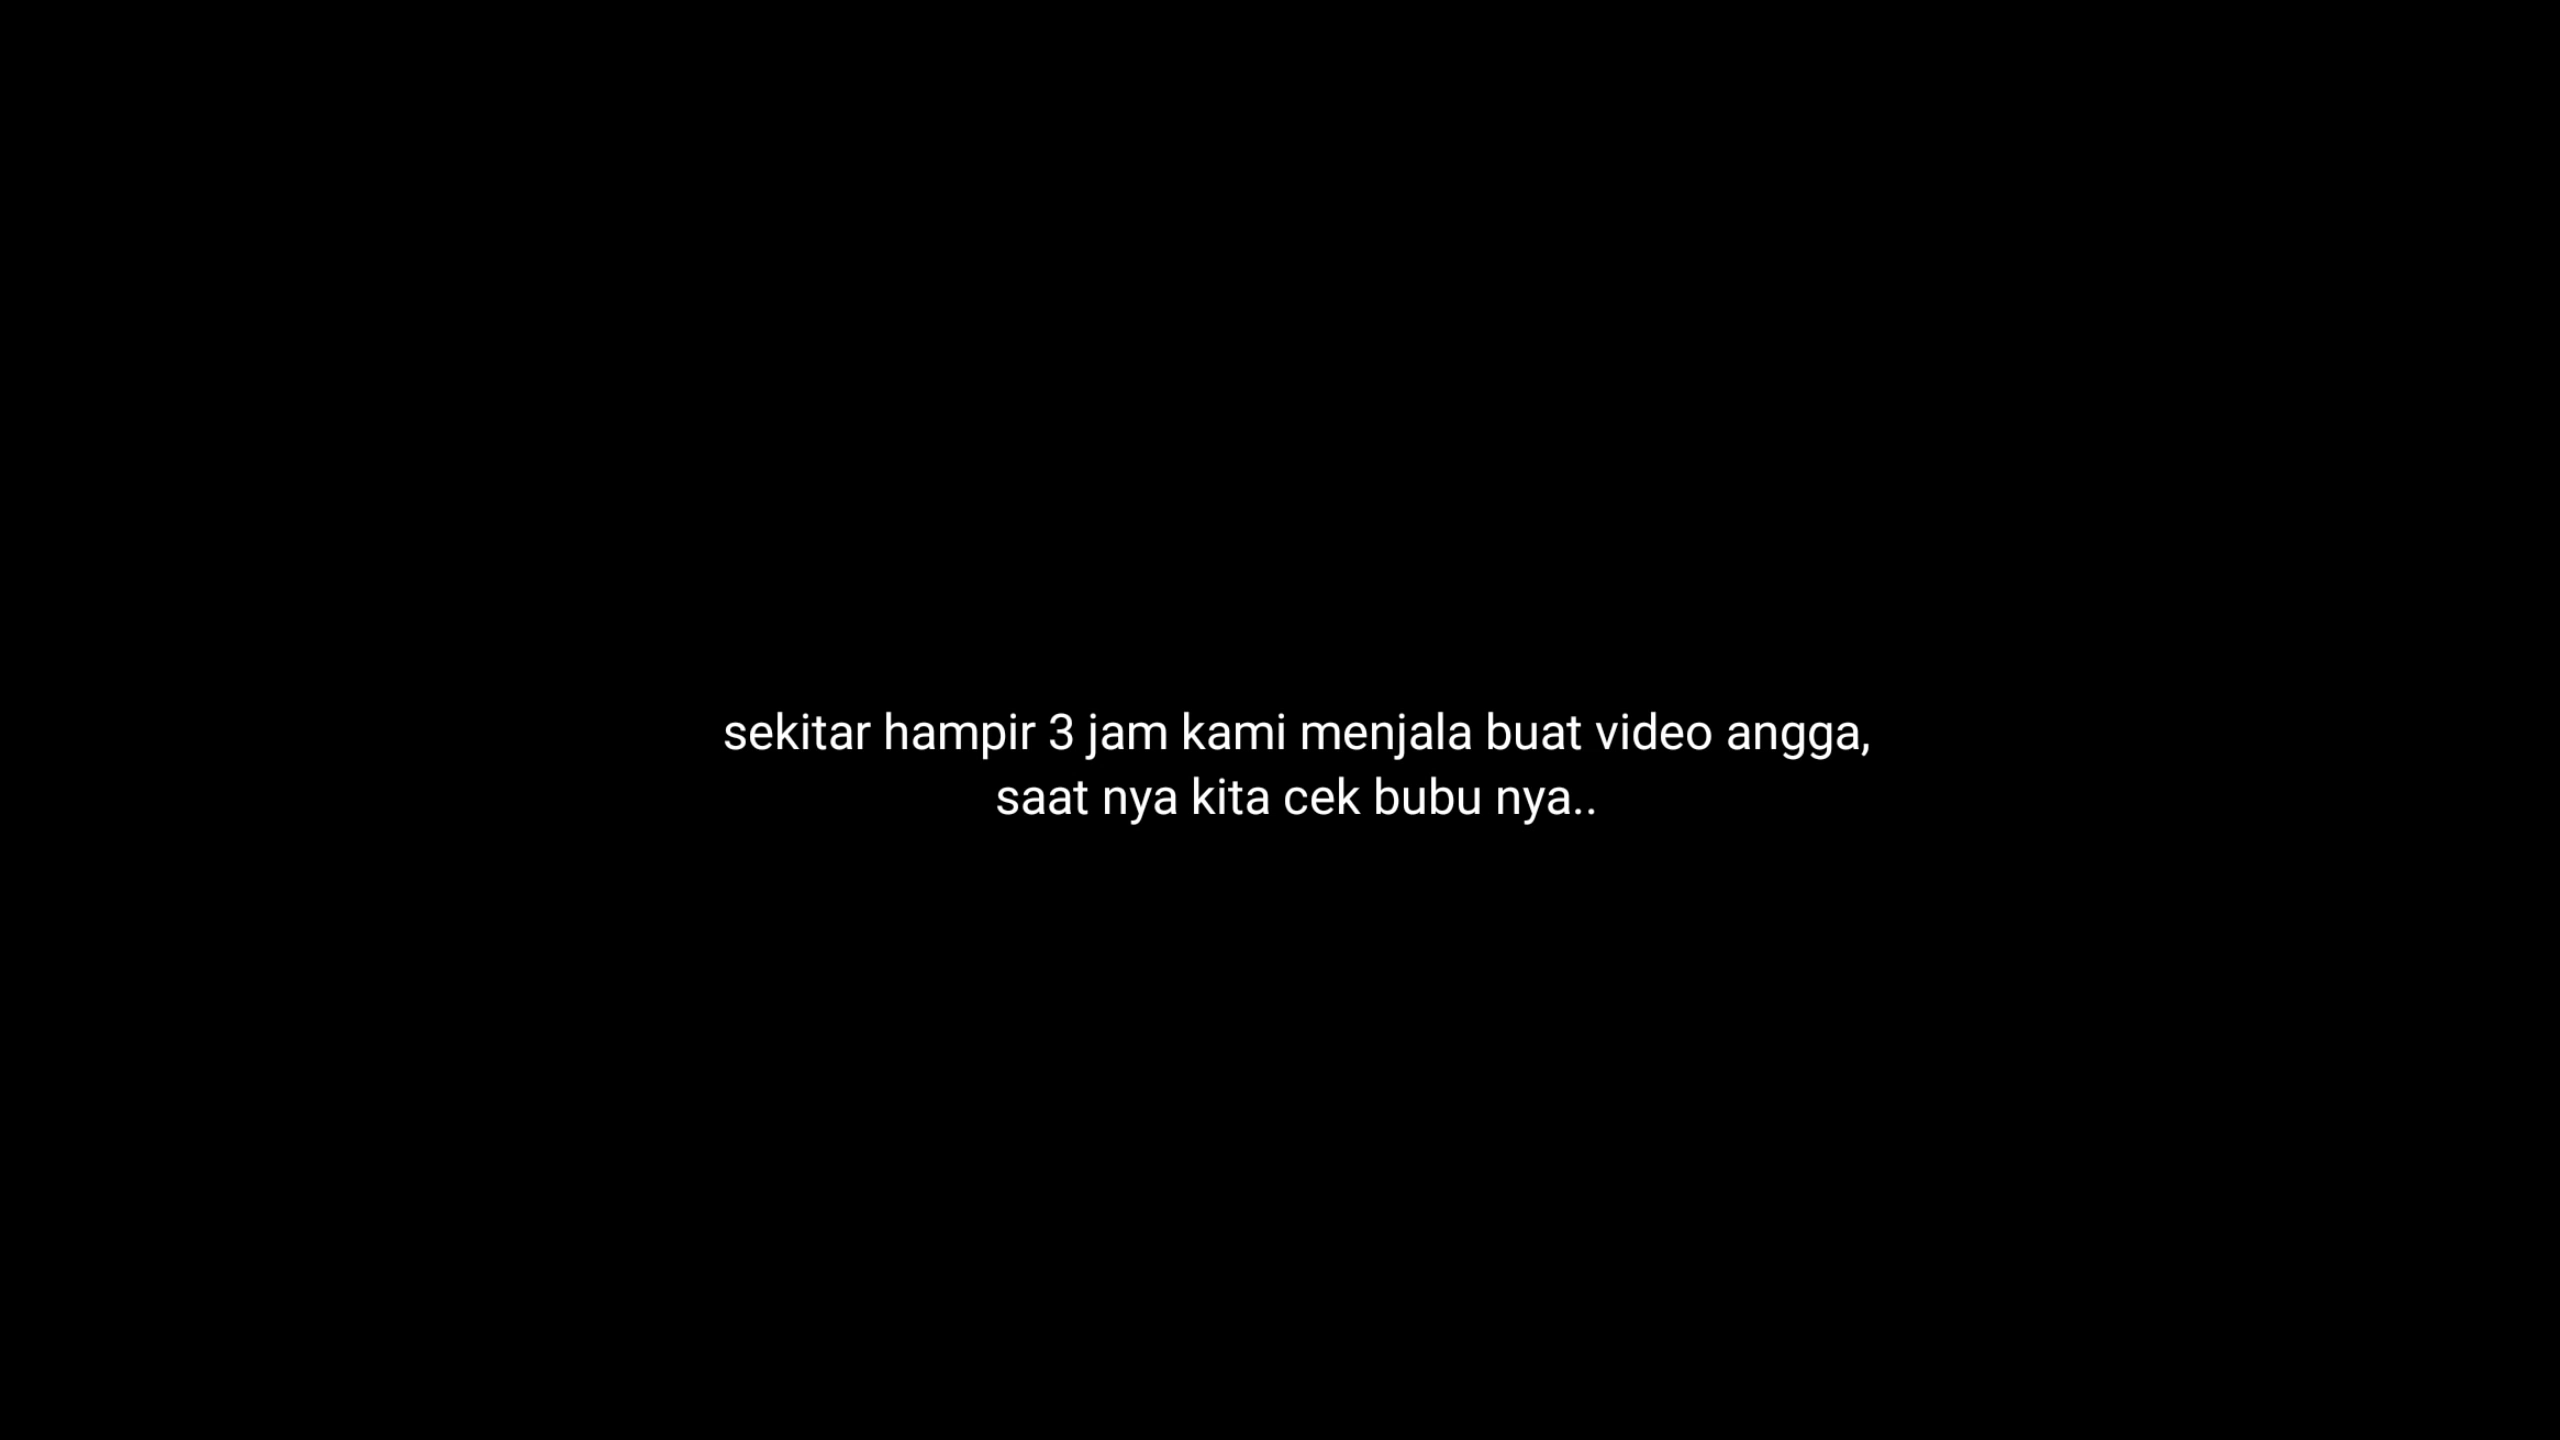 sekitar hampir 3 jam kami menjala buat video angga,
saat nya kita cek bubu nya..